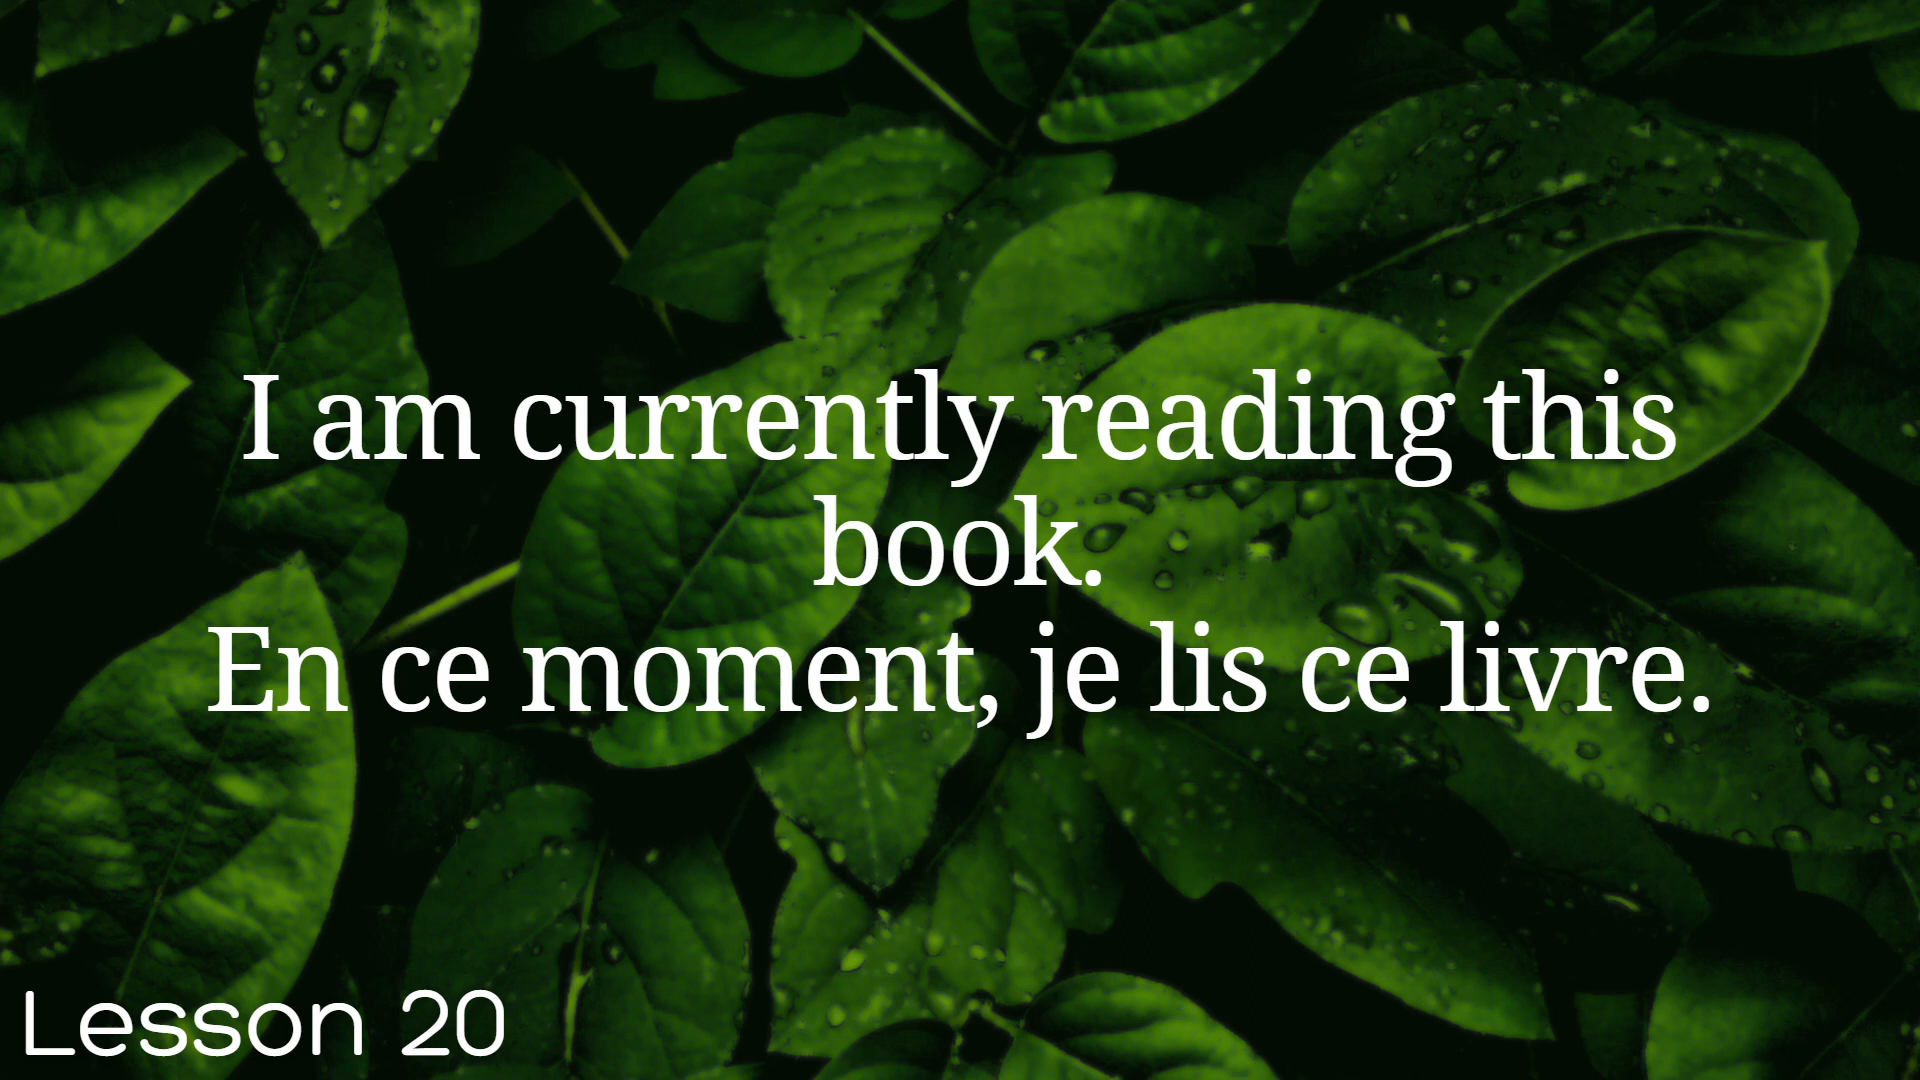 I am currently reading this
book.
En ce moment, je lis ce livre.
Lesson 20